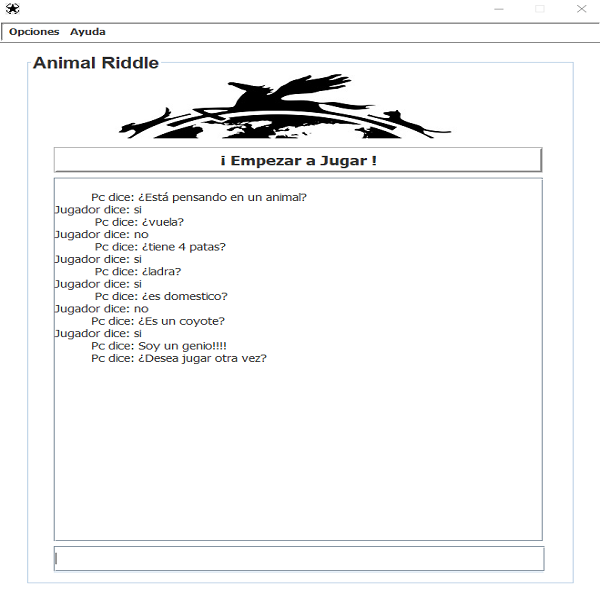 Opciones Ayuda
Animal Riddle
¡ Empezar a Jugar !
Pc dice: ¿Está pensando en un animal?
Jugador dice: si
Pc dice: ¿vuela?
Jugador dice: no
Pc dice: ¿tiene 4 patas?
Jugador dice: si
Pc dice: ¿ladra?
Jugador dice: si
Pc dice: ¿es domestico?
Jugador dice: no
Pc dice: ¿Es un coyote?
Jugador dice: si
Pc dice: Soy un genio!!!!
Pc dice: ¿Desea jugar otra vez?